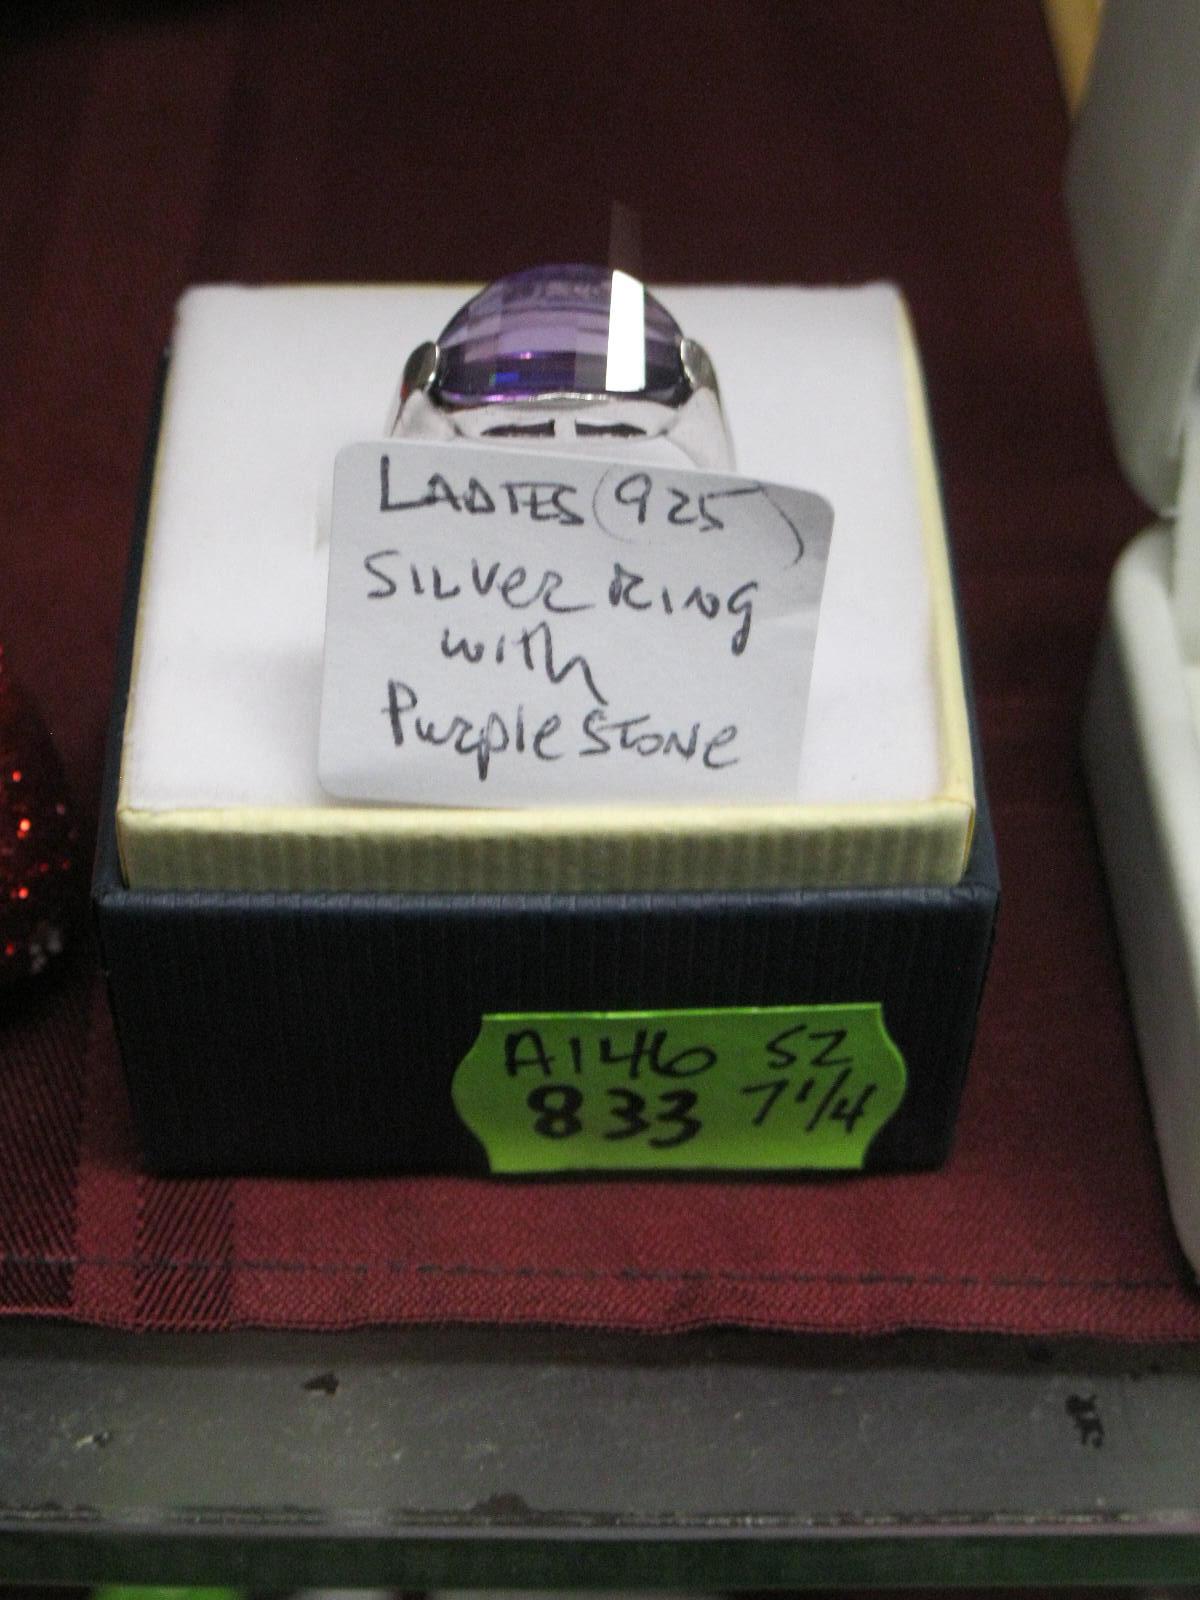 LADIES (925)
SILVER RING
with
Purple STONE
A146 SZ
833 7 1/4